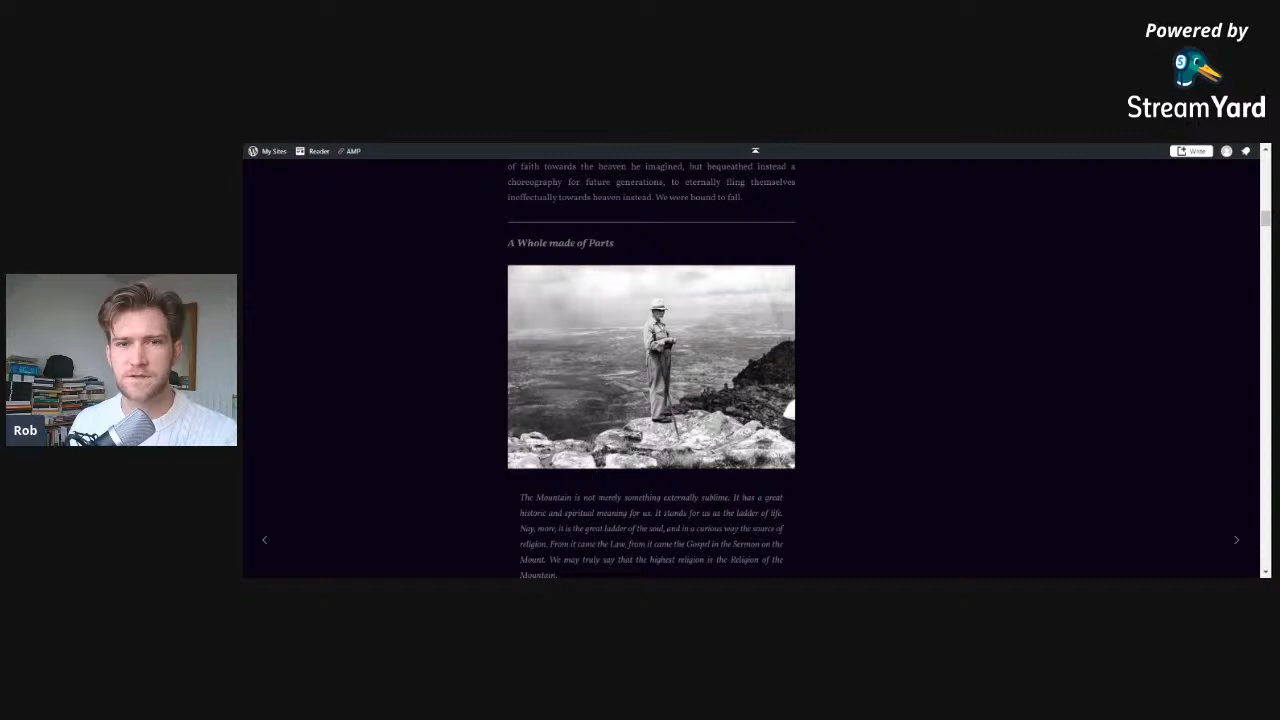 Powered by
StreamYard
My Sites
Reader
AMP
Write
of faith towards the heaven he imagined, but bequeathed instead a
choreography for future generations, to eternally fling themselves
ineffectually towards heaven instead. We were bound to fall.
A Whole made of Parts
Rob
The Mountain is not merely something externally sublime. It has a great
historic and spiritual meaning for us. It stands for us as the ladder of life.
Nay, more, it is the great ladder of the soul, and in a curious way the source of
religion. From it came the Law, from it came the Gospel in the Sermon on the
Mount. We may truly say that the highest religion is the Religion of the
Mountain.